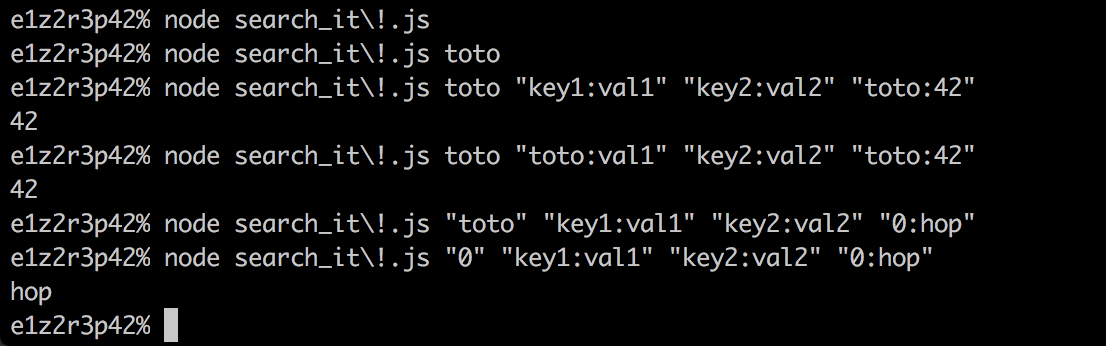 e1z2r3p42% node search_it\!.js
e1z2r3p42% node search_it\!.js toto
e1z2r3p42% node search_it\!.js toto "key1:val1" "key2:val2" "toto:42"
42
e1z2r3p42% node search_it\!.js toto "toto:val1" "key2:val2" "toto:42"
42
e1z2r3p42% node search_it\!.js "toto" "key1:val1" "key2:val2" "0:hop"
e1z2r3p42% node search_it\!.js "0" "key1:val1" "key2:val2" "0:hop"
hop
e1z2r3p42%